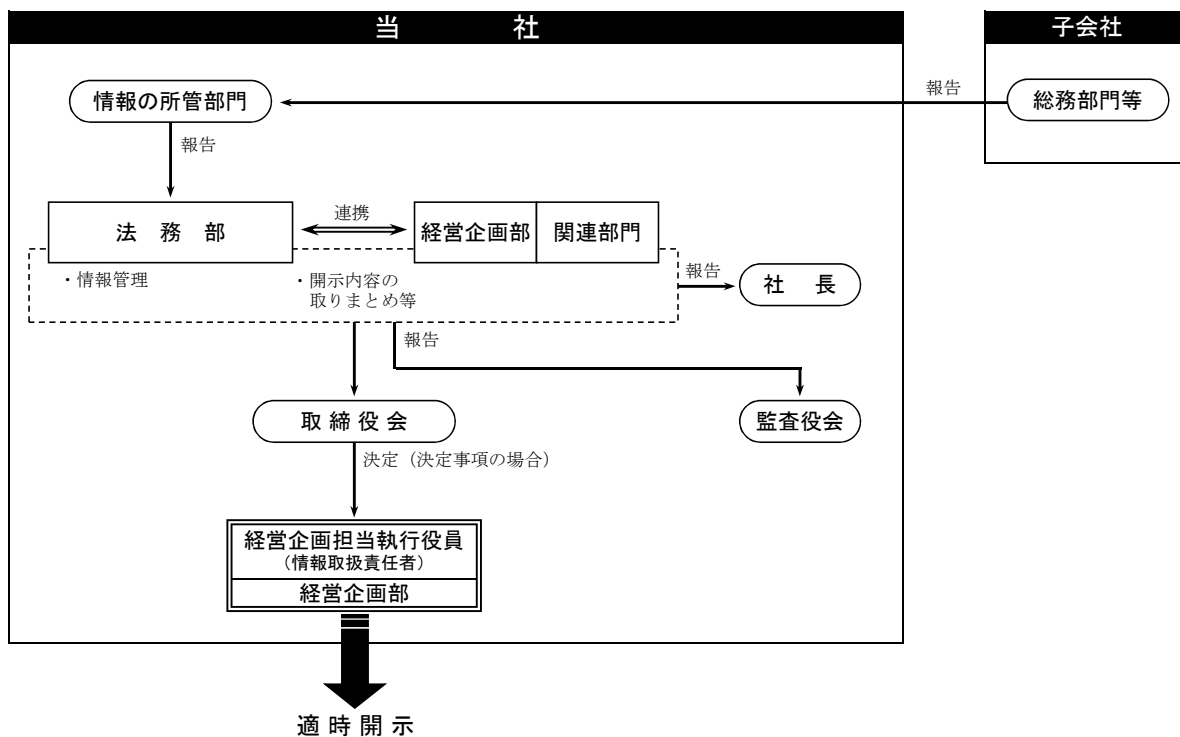 当 社
子会社
情報の所管部門
報告
総務部門等
報告
法務部
連携
経営企画部
関連部門
・情報管理
・開示内容の
取りまとめ等
報告
社長
報告
取締役会
監査役会
決定（決定事項の場合）
経営企画担当執行役員
（情報取扱責任者）
経営企画部
適時開示